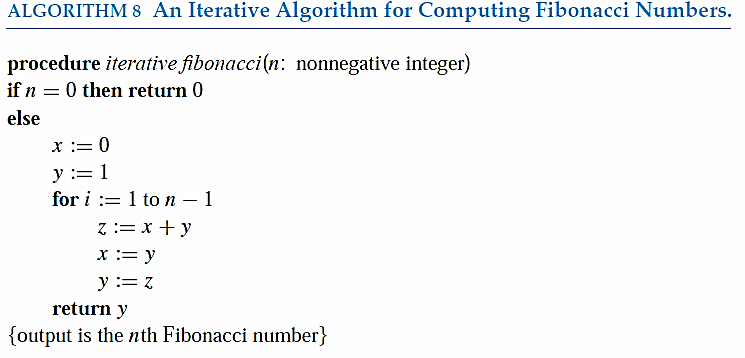 ALGORITHM 8 An Iterative Algorithm for Computing Fibonacci Numbers.
procedure iterative fibonacci(n: nonnegative integer)
if n = 0 then return 0
else
x := 0
y := 1
for i := 1 to n − 1
z := x + y
x := y
y := z
return y
{output is the nth Fibonacci number}